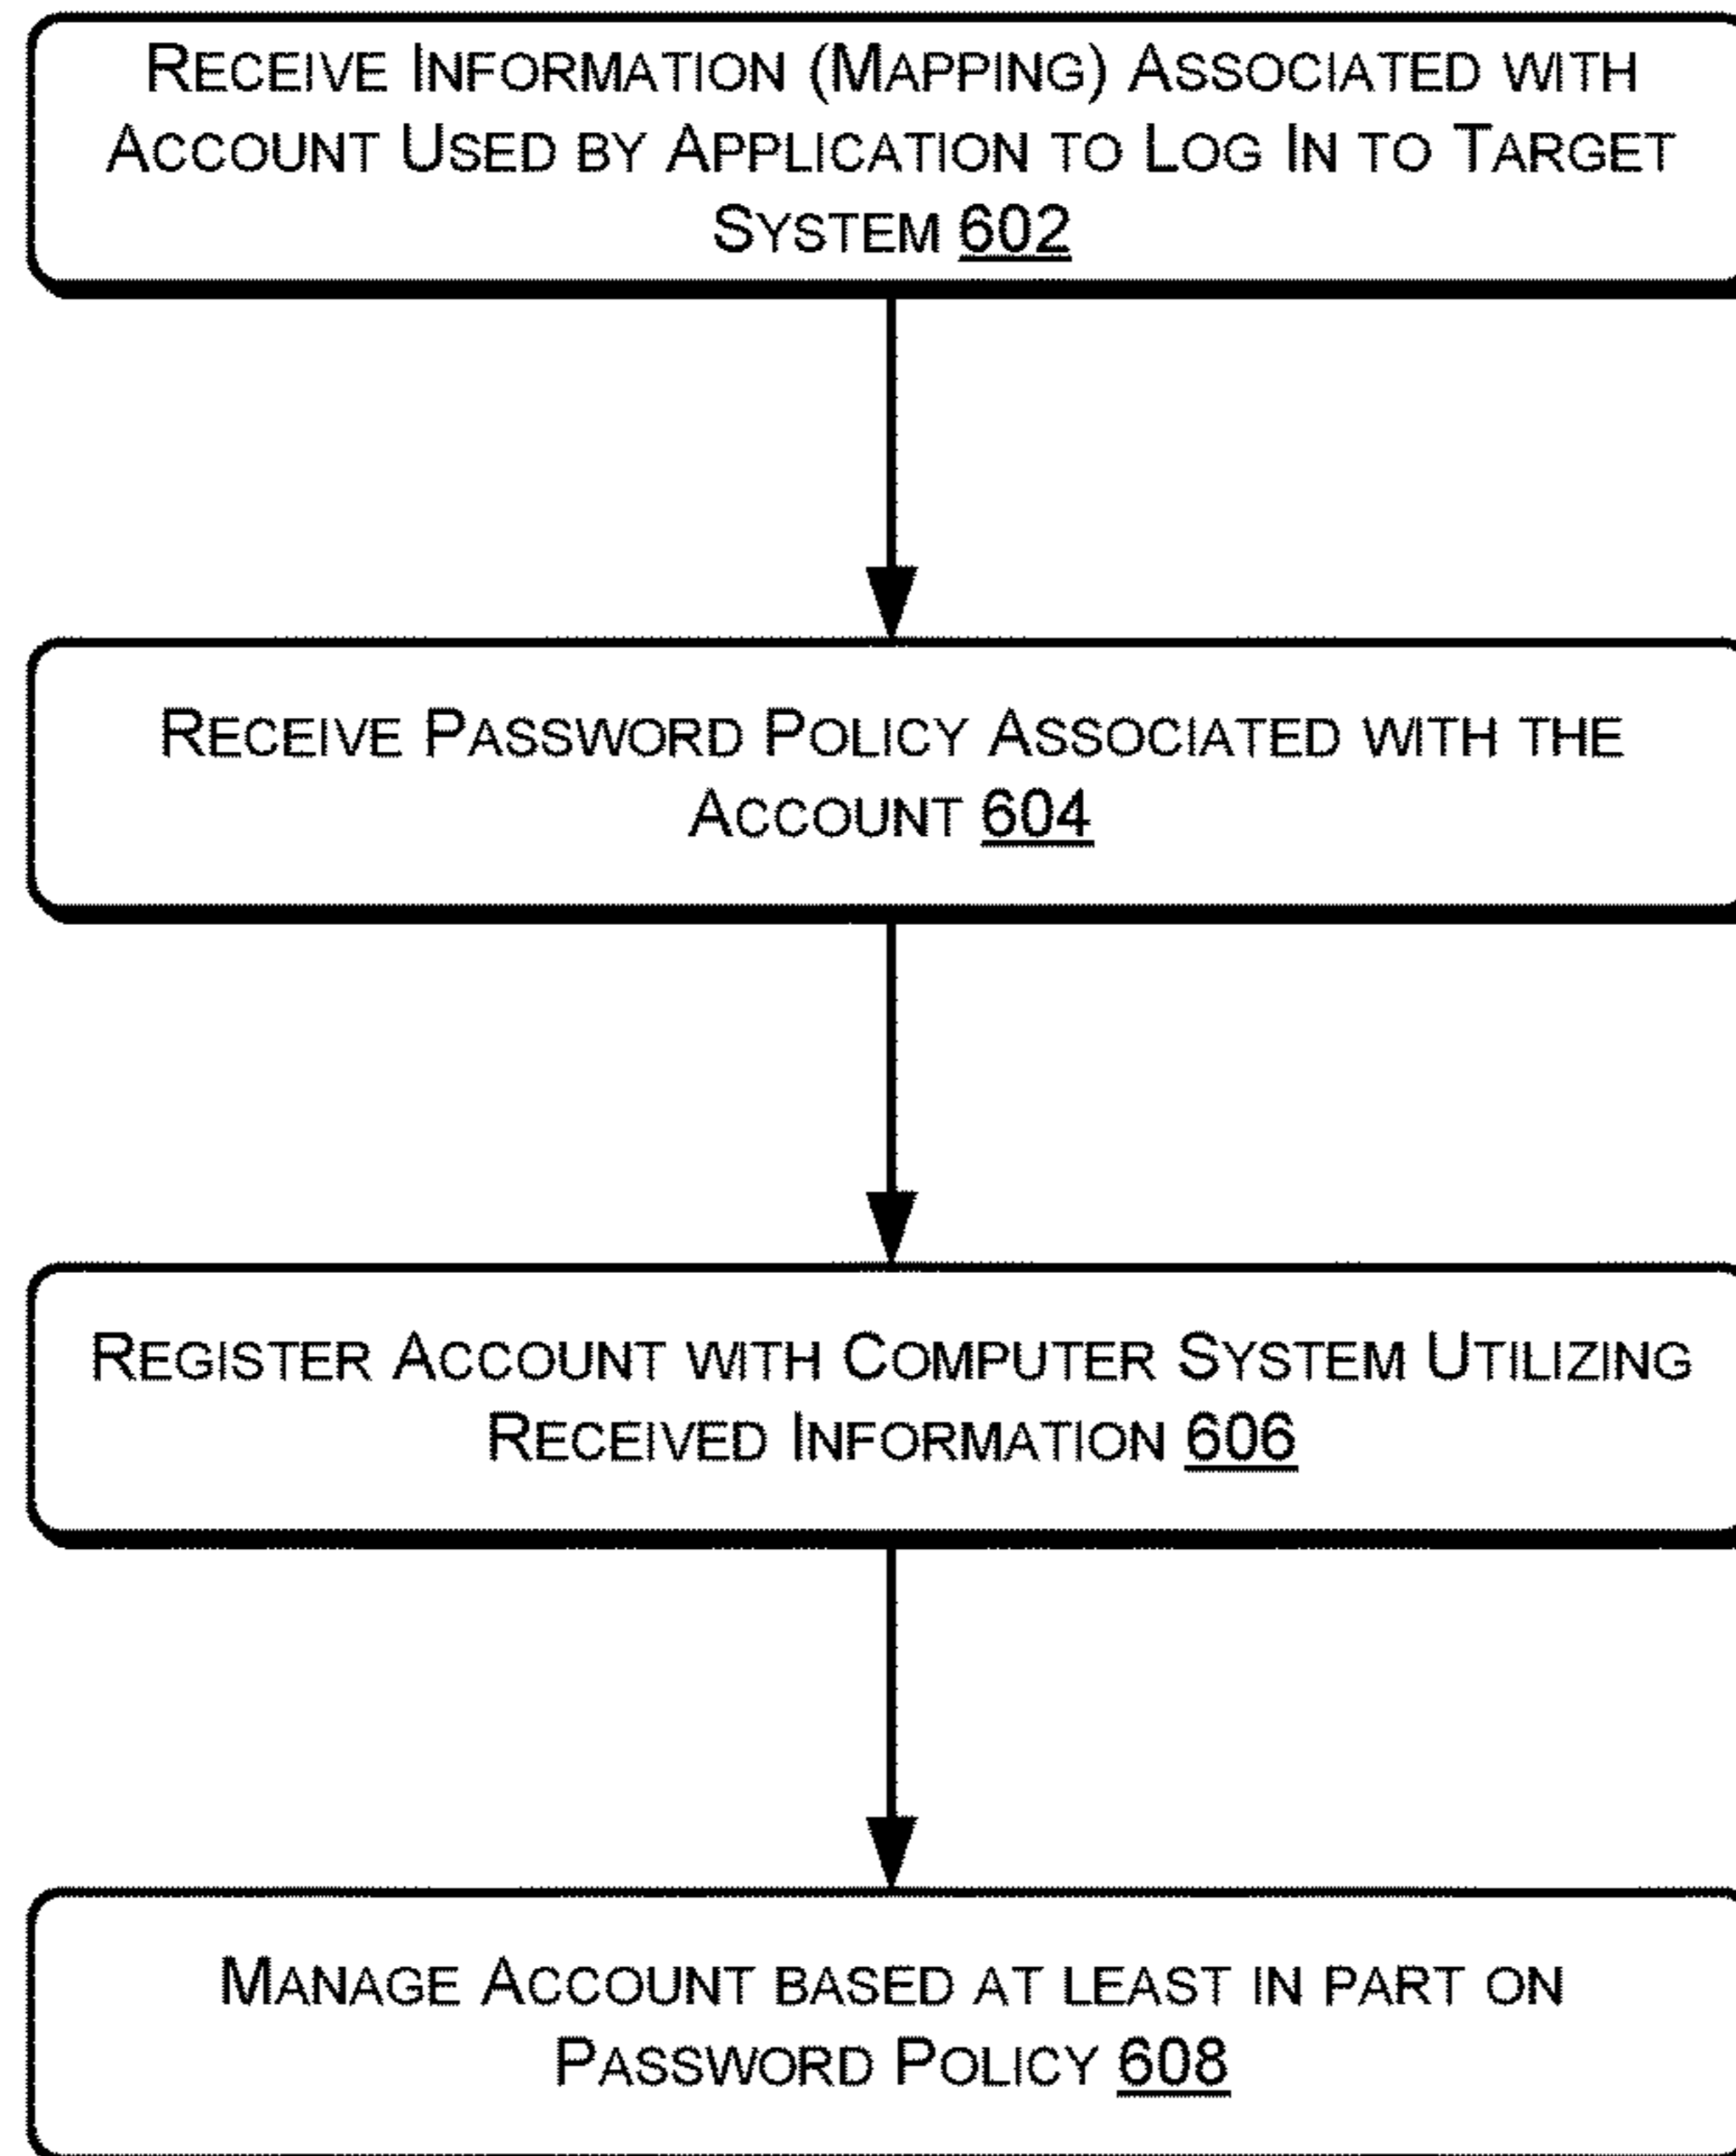 RECEIVE INFORMATION (MAPPING) ASSOCIATED WITH
ACCOUNT USED BY APPLICATION TO LOG IN TO TARGET
SYSTEM 602
RECEIVE PASSWORD POLICY ASSOCIATED WITH THE
ACCOUNT 604
REGISTER ACCOUNT WITH COMPUTER SYSTEM UTILIZING
RECEIVED INFORMATION 606
MANAGE ACCOUNT BASED AT LEAST IN PART ON
PASSWORD POLICY 608